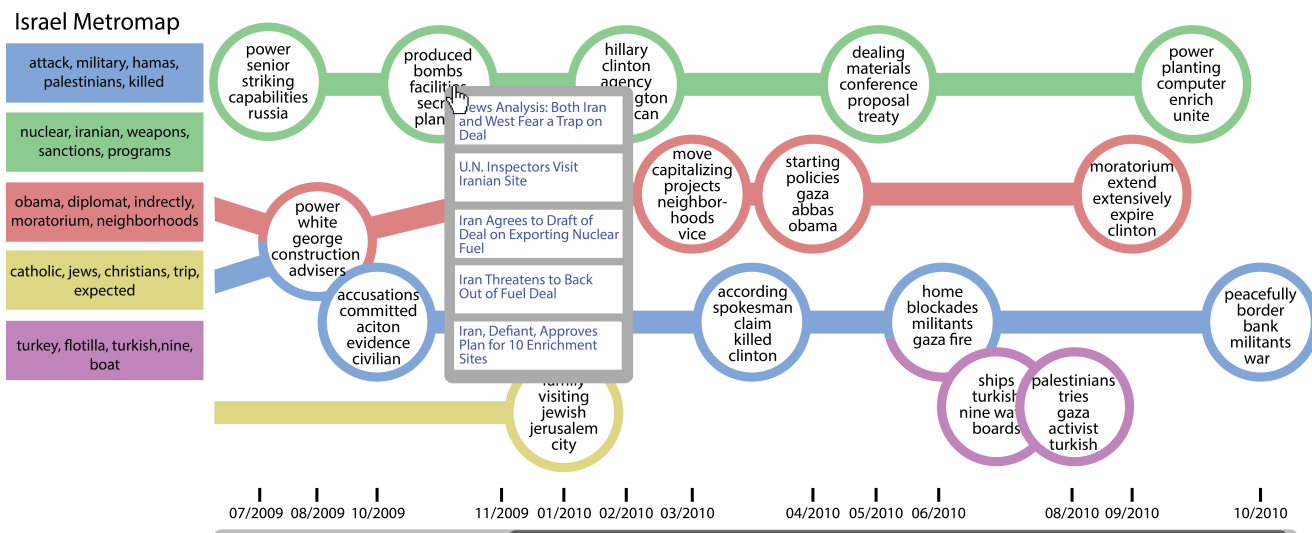 Israel Metromap
attack, military, hamas,
palestinians, killed
nuclear, iranian, weapons,
sanctions, programs
obama, diplomat, indirectly,
moratorium, neighborhoods
catholic, jews, christians, trip,
expected
turkey, flotilla, turkish,nine,
boat
power
senior
striking
capabilities
russia
produced
bombs
facilities
hillary
clinton
agency
dealing
materials
conference
proposal
treaty
power
planting
computer
enrich
unite
News Analysis: Both Iran
and West Fear a Trap on
Deal
U.N. Inspectors Visit
Iranian Site
Iran Agrees to Draft of
Deal on Exporting Nuclear
Fuel
Iran Threatens to Back
Out of Fuel Deal
Iran, Defiant, Approves
Plan for 10 Enrichment
Sites
power
white
george
construction
advisers
move
capitalizing
projects
neighbor-
hoods
vice
starting
policies
gaza
abbas
obama
moratorium
extend
extensively
expire
clinton
accusations
committed
aciton
evidence
civilian
according
spokesman
claim
killed
clinton
home
blockades
militants
gaza fire
peacefully
border
bank
militants
war
family
visiting
jewish
jerusalem
city
ships
turkish
nine
boards
palestinians
tries
gaza
activist
turkish
07/2009 08/2009 10/2009 11/2009 01/2010 02/2010 03/2010 04/2010 05/2010 06/2010 08/2010 09/2010 10/2010